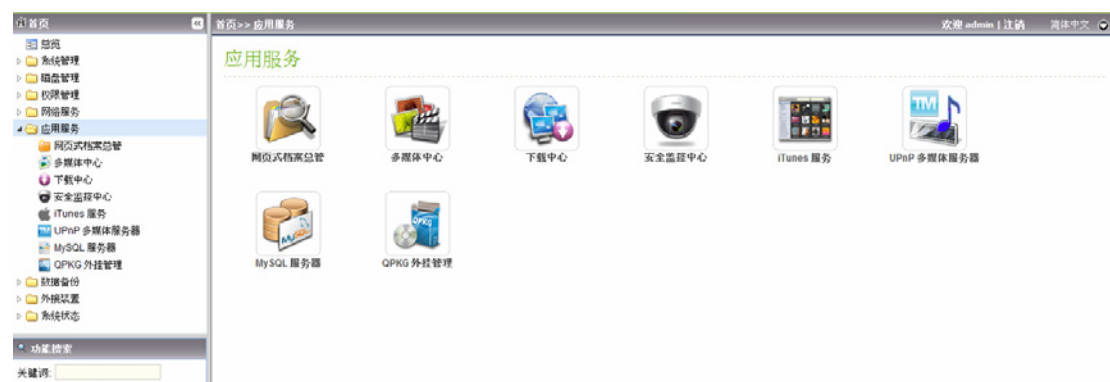 首页
首页>> 应用服务
欢迎 admin | 注销
简体中文
总览
系统管理
磁盘管理
权限管理
网络服务
应用服务
网页式档案总管
多媒体中心
下载中心
安全监控中心
iTunes 服务
UPnP 多媒体服务器
MySQL 服务器
QPKG 外挂管理
数据备份
外接装置
系统状态
功能搜索
关键词:
应用服务
网页式档案总管
多媒体中心
下载中心
安全监控中心
iTunes 服务
TM
UPnP 多媒体服务器
MySQL
MySQL 服务器
QPKG
QPKG 外挂管理